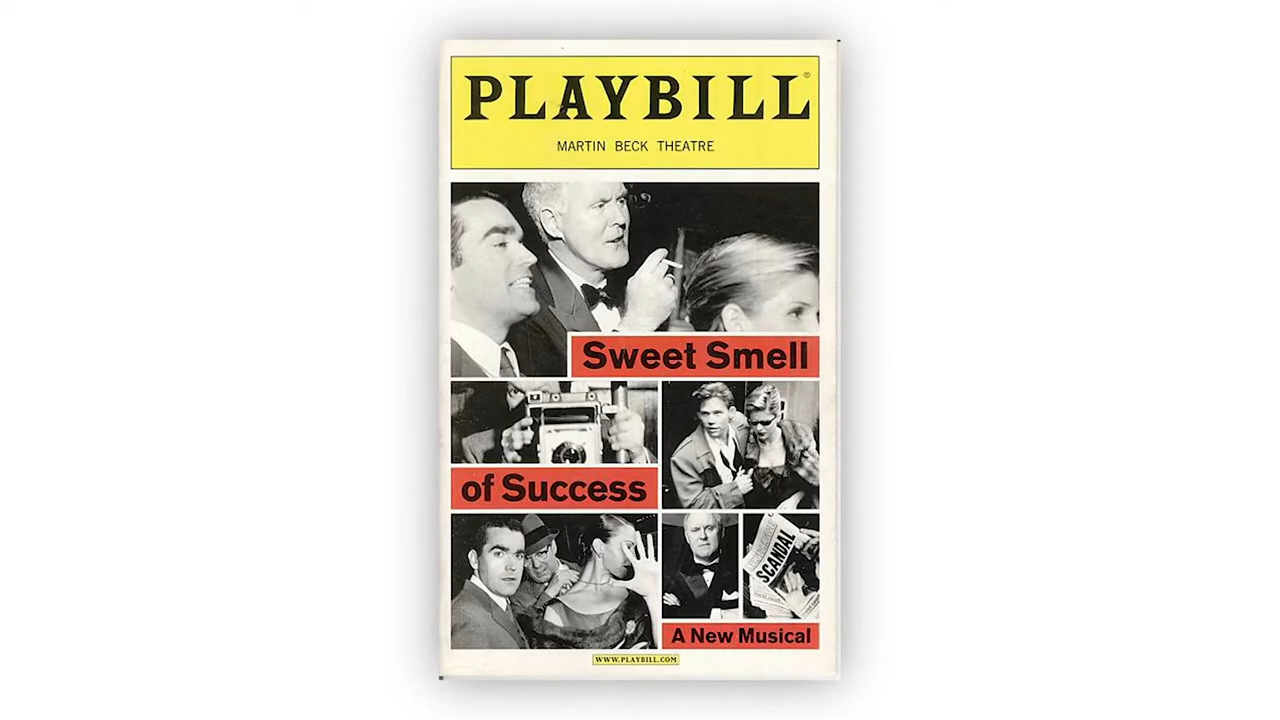 PLAYBILL®
MARTIN BECK THEATRE
Sweet Smell
of Success
SCANDAL
A New Musical
WWW.PLAYBILL.COM